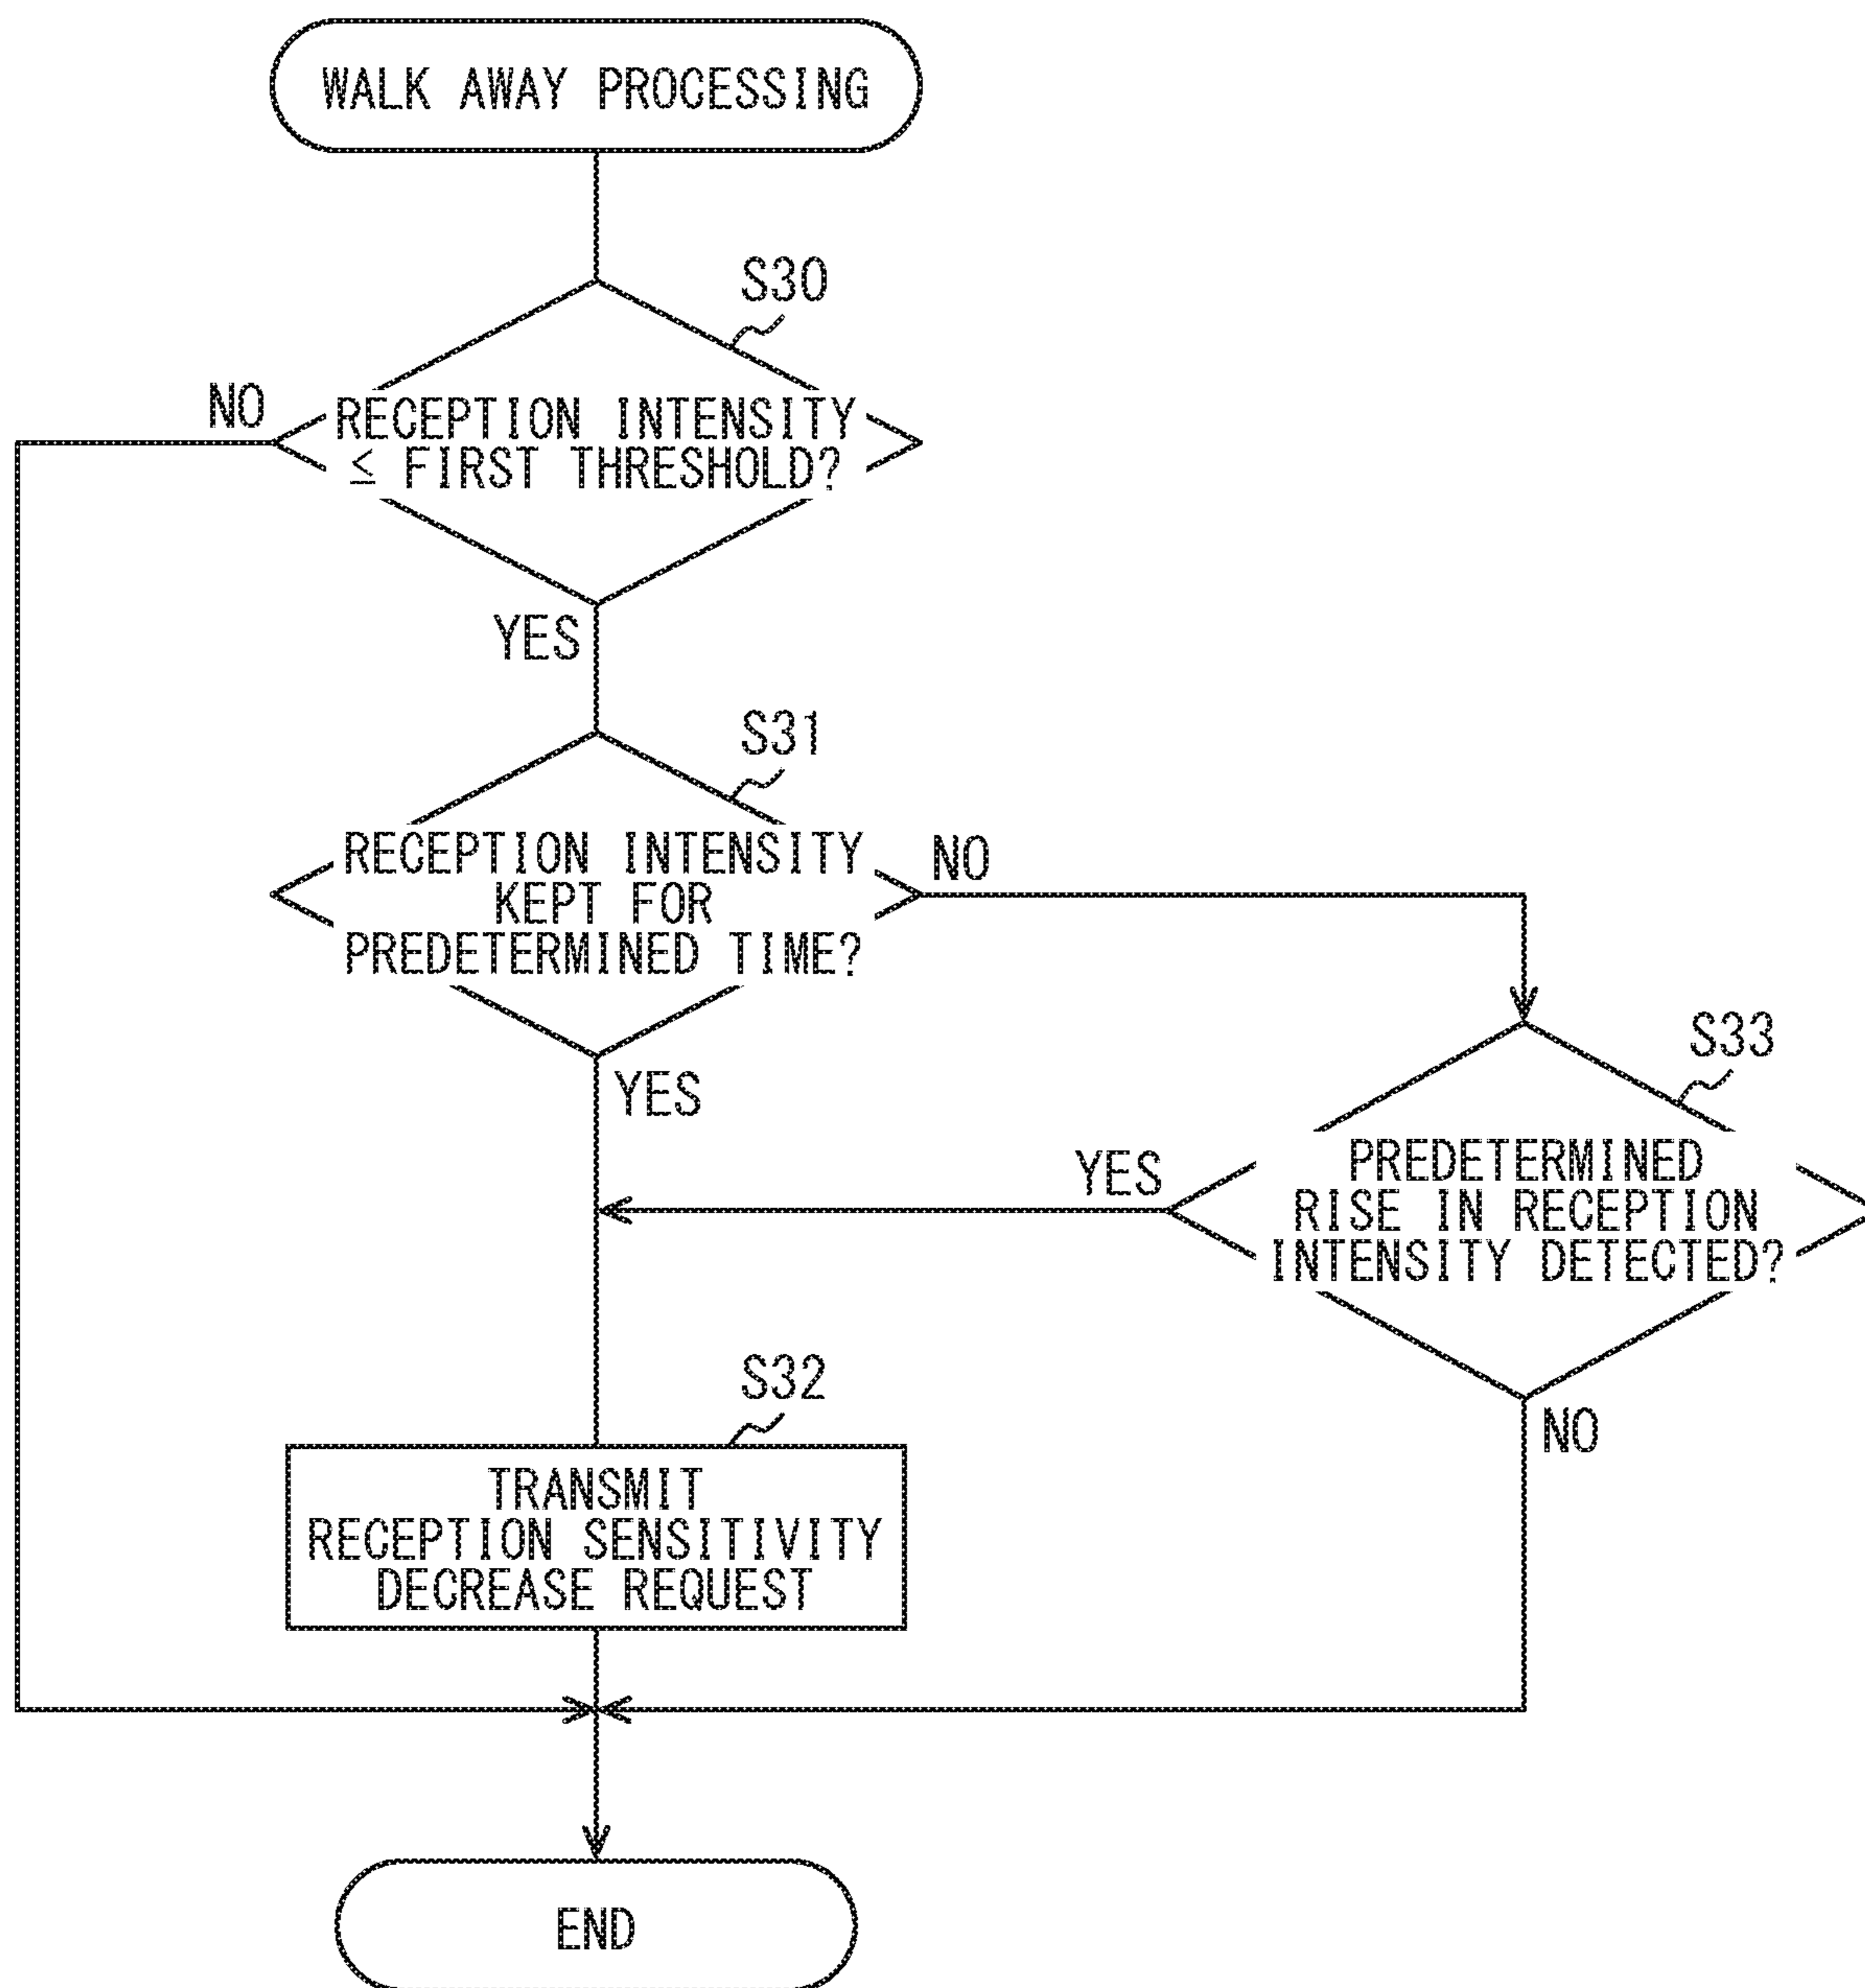 WALK AWAY PROCESSING
S30
NO
RECEPTION INTENSITY
≤ FIRST THRESHOLD?
YES
S31
RECEPTION INTENSITY
KEPT FOR
PREDETERMINED TIME?
NO
YES
S33
PREDETERMINED
RISE IN RECEPTION
INTENSITY DETECTED?
YES
NO
S32
TRANSMIT
RECEPTION SENSITIVITY
DECREASE REQUEST
END